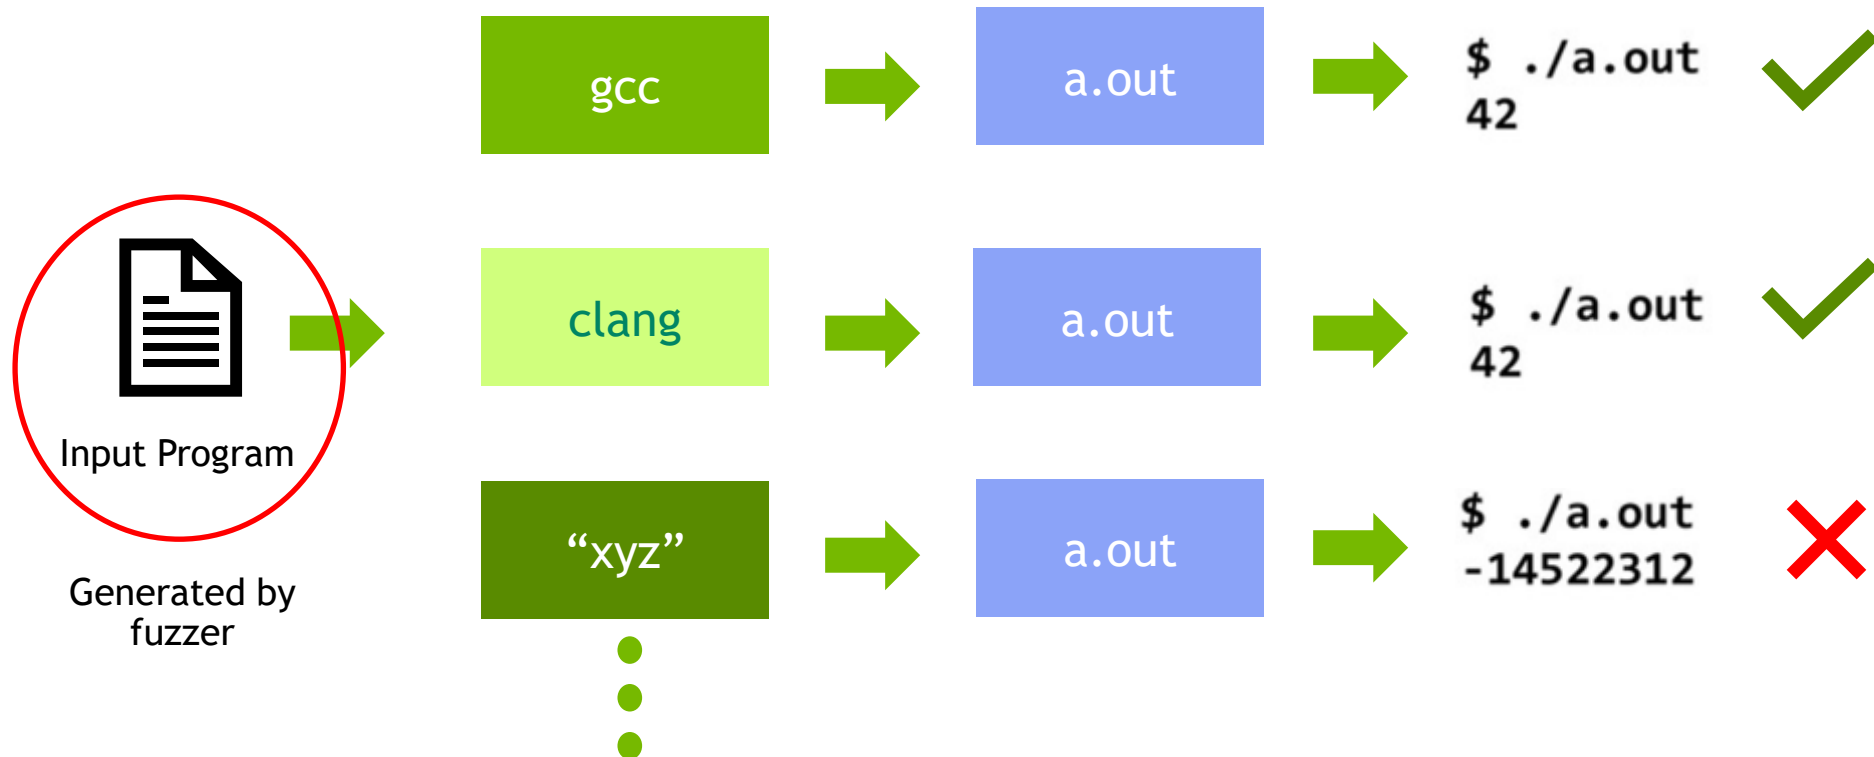 gcc
a.out
$ ./a.out
42
Input Program
Generated by
fuzzer
clang
a.out
$ ./a.out
42
“xyz”
a.out
$ ./a.out
-14522312